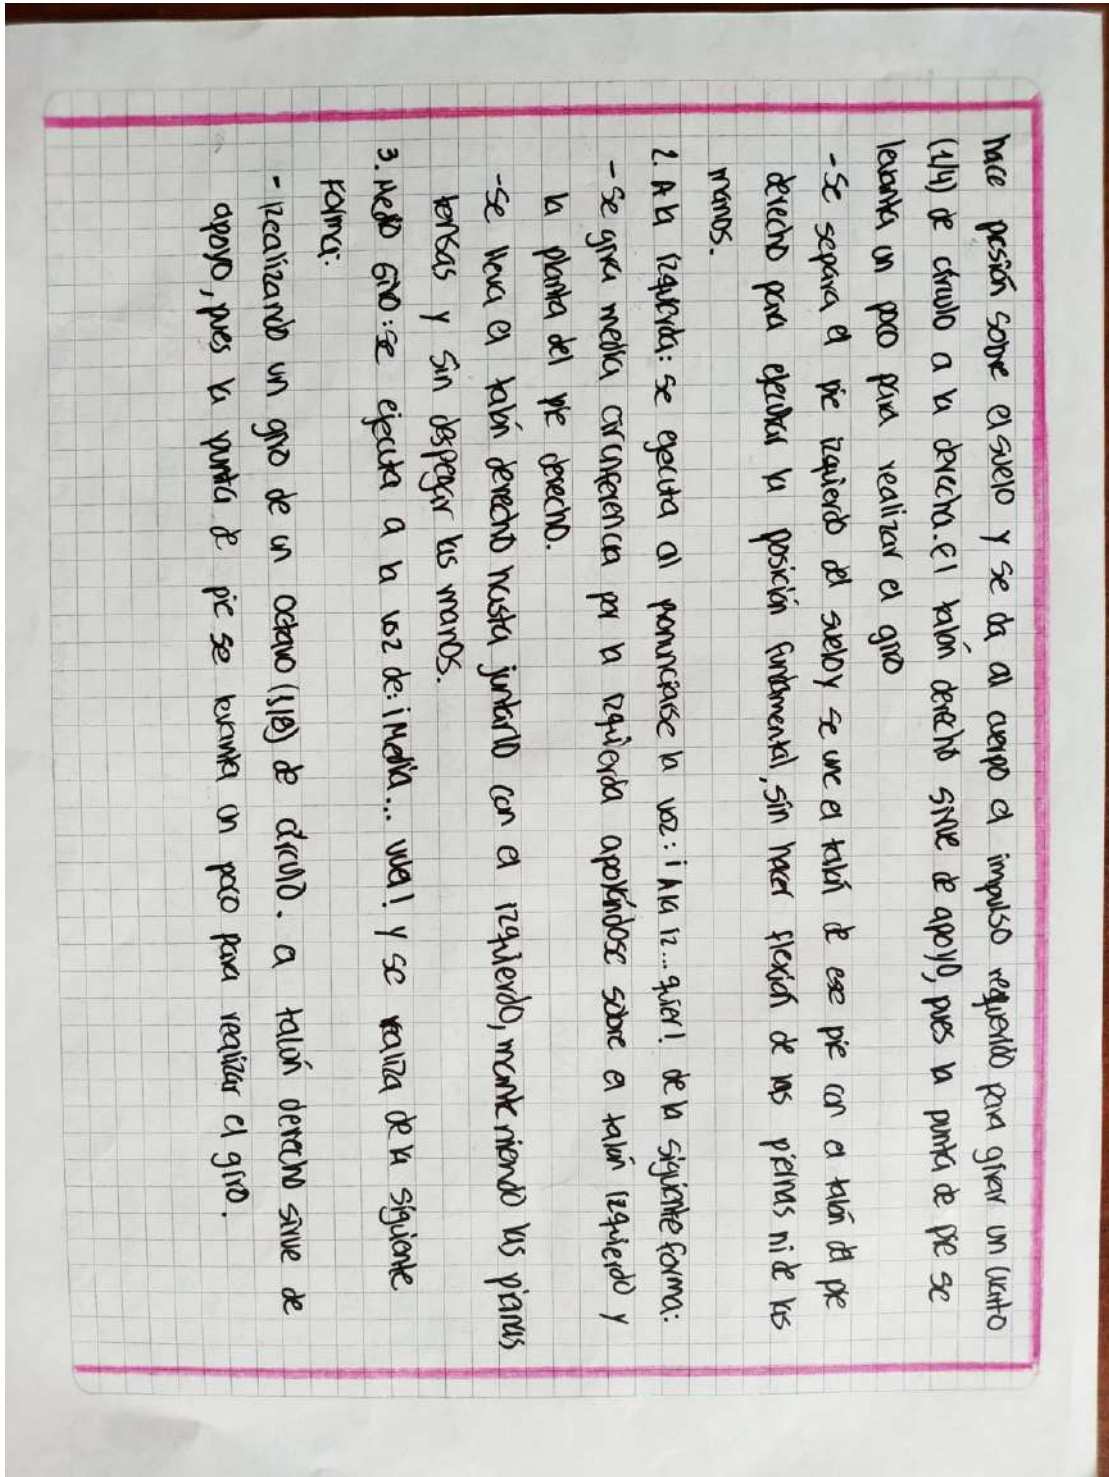 hace posión sobre el suelo y se da al cuerpo el impulso requerido para girar un cuarto
(1/4) de círculo a la derecha. el talón derecho sirve de apoyo, pues la punta de pie se
levanta un poco para realizar el giro
- Se separa el pie izquierdo del suelo y se une el talón de ese pie con el talón del pie
derecho para ejecutar la posición fundamental, sin hacer flexión de las piernas ni de las
manos.
2. A la izquierda: se ejecuta al pronunciarse la voz: ¡A la iz... quier! de la siguiente forma:
- Se gira media circunferencia por la izquierda apoyándose sobre el talón izquierdo y
la planta del pie derecho.
- Se lleva el talón derecho hasta juntarlo con el izquierdo, manteniendo las piernas
tensas y sin despegar las manos.
3. Medio Giro: se ejecuta a la voz de: ¡Media... vuel! y se realiza de la siguiente
forma:
- Realizando un giro de un octavo (1/8) de círculo. a talón derecho sirve de
apoyo, pues la punta de pie se levanta un poco para realizar el giro.